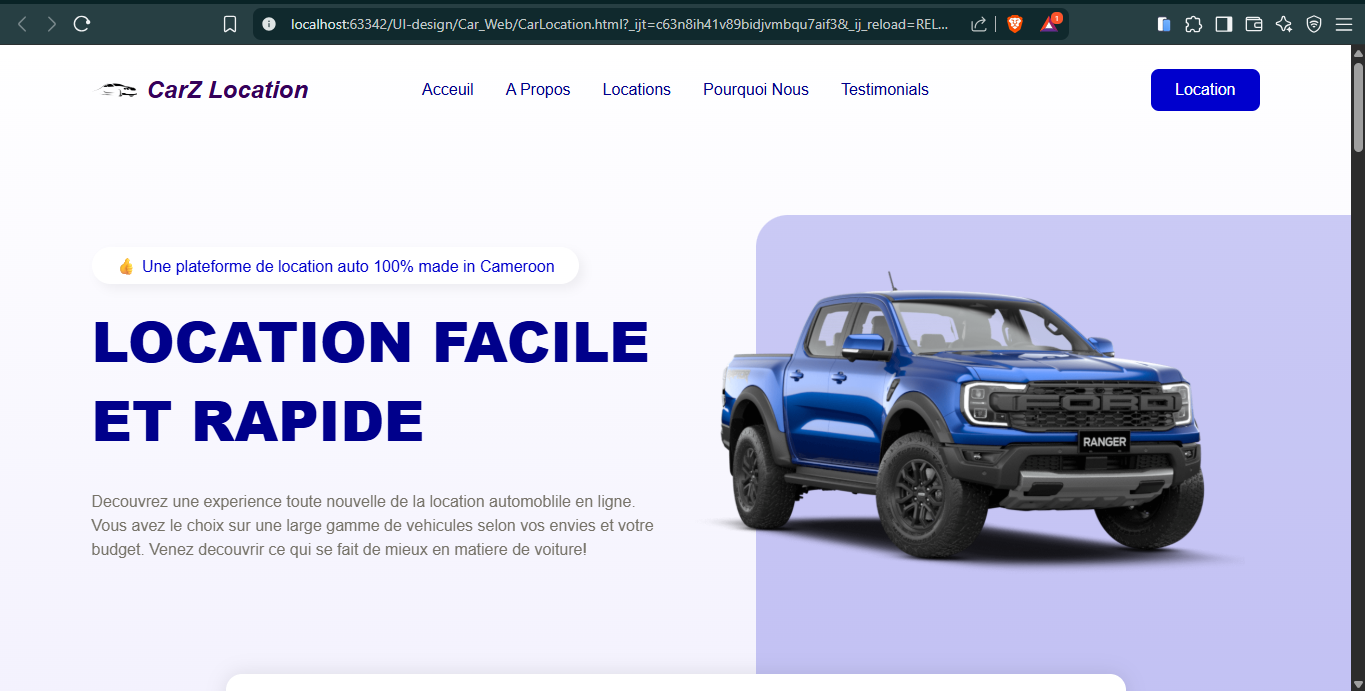 localhost:63342/UI-design/Car_Web/CarLocation.html?_ijt=c63n8ih41v89bidjvmbqu7aif3&_ij_reload=REL...
1
CarZ Location
Acceuil
A Propos
Locations
Pourquoi Nous
Testimonials
Location
👍 Une plateforme de location auto 100% made in Cameroon
LOCATION FACILE
ET RAPIDE
Decouvrez une experience toute nouvelle de la location automoblile en ligne.
Vous avez le choix sur une large gamme de vehicules selon vos envies et votre
budget. Venez decouvrir ce qui se fait de mieux en matiere de voiture!
FORD
RANGER